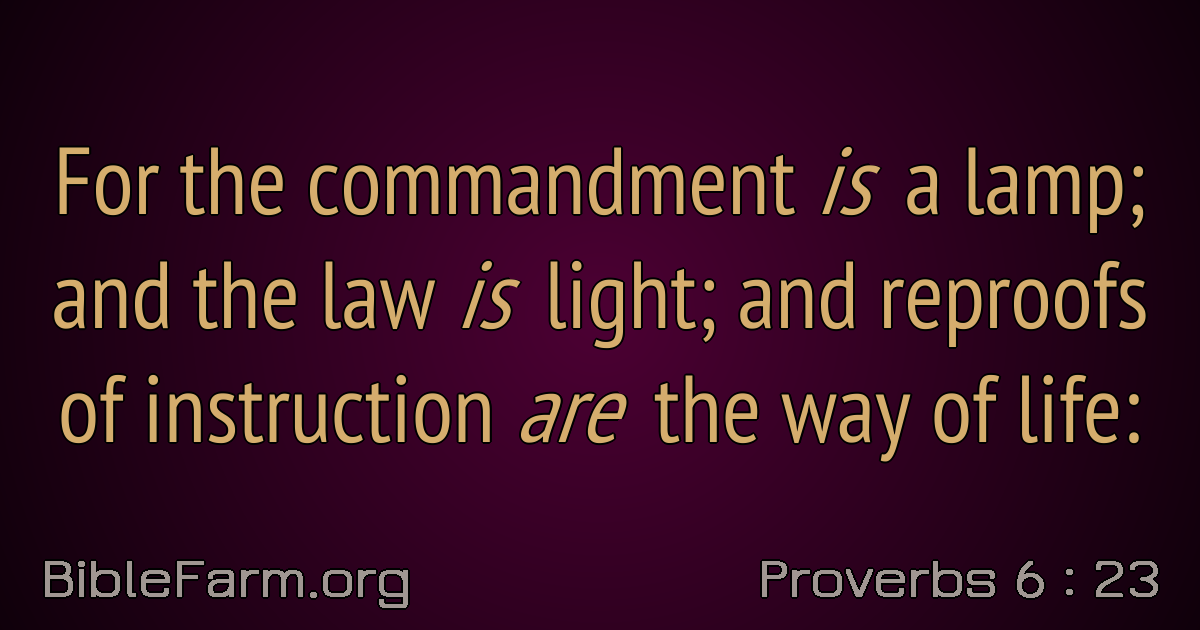 For the commandment is a lamp;
and the law is light; and reproofs
of instruction are the way of life:
BibleFarm.org
Proverbs 6 : 23